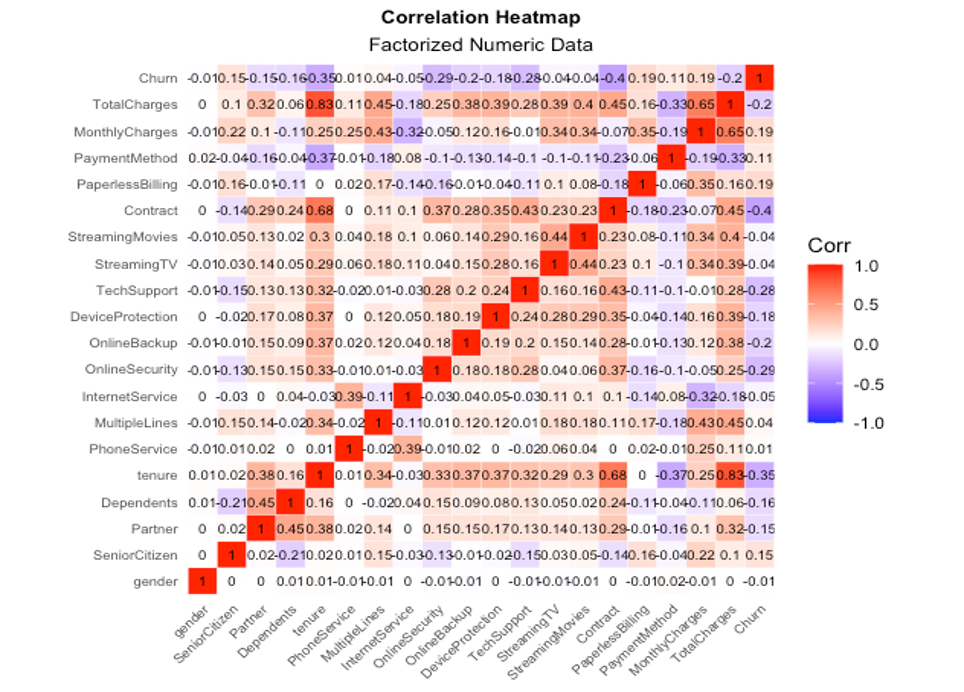 Correlation Heatmap
Factorized Numeric Data
Churn -0.01 0.15 -0.15 -0.16 -0.35 0.01 0.04 -0.05 -0.29 -0.2 -0.18 -0.28 -0.04 -0.04 -0.4 0.19 0.11 0.19 -0.2 1
TotalCharges 0 0.1 0.32 0.06 0.83 0.11 0.45 -0.18 0.25 0.38 0.39 0.28 0.39 0.4 0.45 0.16 -0.33 0.65 1 -0.2
MonthlyCharges -0.01 0.22 0.1 -0.11 0.25 0.25 0.43 -0.32 -0.05 0.12 0.16 -0.01 0.34 0.34 -0.07 0.35 -0.19 1 0.65 0.19
PaymentMethod 0.02 -0.04 -0.16 -0.04 -0.37 -0.01 -0.18 0.08 -0.1 -0.13 -0.14 -0.1 -0.1 -0.11 -0.23 -0.06 1 -0.19 -0.33 0.11
PaperlessBilling -0.01 0.16 -0.01 -0.11 0 0.02 0.17 -0.14 -0.16 -0.01 -0.04 -0.11 0.1 0.08 -0.18 1 -0.06 0.35 0.16 0.19
Contract 0 -0.14 0.29 0.24 0.68 0 0.11 0.1 0.37 0.28 0.35 0.43 0.23 0.23 1 -0.18 -0.23 -0.07 0.45 -0.4
StreamingMovies -0.01 0.05 0.13 0.02 0.3 0.04 0.18 0.1 0.06 0.14 0.29 0.16 0.44 1 0.23 0.08 -0.11 0.34 0.4 -0.04
StreamingTV -0.01 0.03 0.14 0.05 0.29 0.06 0.18 0.11 0.04 0.15 0.28 0.16 1 0.44 0.23 0.1 -0.1 0.34 0.39 -0.04
TechSupport -0.01 -0.15 0.13 0.13 0.32 -0.02 0.01 -0.03 0.28 0.2 0.24 1 0.16 0.16 0.43 -0.11 -0.1 -0.01 0.28 -0.28
DeviceProtection 0 -0.02 0.17 0.08 0.37 0 0.12 0.05 0.18 0.19 1 0.24 0.28 0.29 0.35 -0.04 -0.14 0.16 0.39 -0.18
OnlineBackup -0.01 -0.01 0.15 0.09 0.37 0.02 0.12 0.04 0.18 1 0.19 0.2 0.15 0.14 0.28 -0.01 -0.13 0.12 0.38 -0.2
OnlineSecurity -0.01 -0.13 0.15 0.15 0.33 -0.01 0.01 -0.03 1 0.18 0.18 0.28 0.04 0.06 0.37 -0.16 -0.1 -0.05 0.25 -0.29
InternetService 0 -0.03 0 0.04 -0.03 0.39 -0.11 1 -0.03 0.04 0.05 -0.03 0.11 0.1 0.1 -0.14 0.08 -0.32 -0.18 -0.05
MultipleLines -0.01 0.15 0.14 -0.02 0.34 -0.02 1 -0.11 0.01 0.12 0.12 0.01 0.18 0.18 0.11 0.17 -0.18 0.43 0.45 0.04
PhoneService -0.01 0.01 0.02 0 0.01 1 -0.02 0.39 -0.01 0.02 0 -0.02 0.06 0.04 0 0.02 -0.01 0.25 0.11 0.01
tenure 0.01 0.02 0.38 0.16 1 0.01 0.34 -0.03 0.33 0.37 0.37 0.32 0.29 0.3 0.68 0 -0.37 0.25 0.83 -0.35
Dependents 0.01 -0.21 0.45 1 0.16 0 -0.02 0.04 0.15 0.09 0.08 0.13 0.05 0.02 0.24 -0.11 -0.04 -0.11 0.06 -0.16
Partner 0 0.02 1 0.45 0.38 0.02 0.14 0 0.15 0.15 0.17 0.13 0.14 0.13 0.29 -0.01 -0.16 0.1 0.32 -0.15
SeniorCitizen 0 1 0.02 -0.21 0.02 0.01 0.15 -0.03 -0.13 -0.01 -0.02 -0.15 0.03 0.05 -0.14 0.16 -0.04 0.22 0.1 0.15
gender 1 0 0 0.01 0.01 -0.01 -0.01 0 -0.01 -0.01 0 -0.01 -0.01 -0.01 0 -0.01 0.02 -0.01 0 -0.01
gender SeniorCitizen Partner Dependents tenure PhoneService MultipleLines InternetService OnlineSecurity OnlineBackup DeviceProtection TechSupport StreamingTV StreamingMovies Contract PaperlessBilling PaymentMethod MonthlyCharges TotalCharges Churn
Corr
1.0
0.5
0.0
-0.5
-1.0